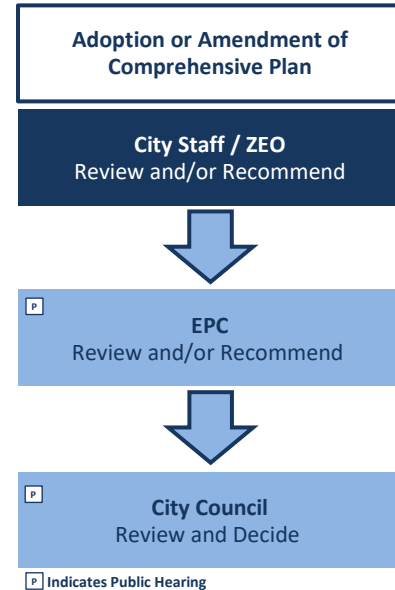 Adoption or Amendment of
Comprehensive Plan
City Staff / ZEO
Review and/or Recommend
P
EPC
Review and/or Recommend
P
City Council
Review and Decide
P Indicates Public Hearing